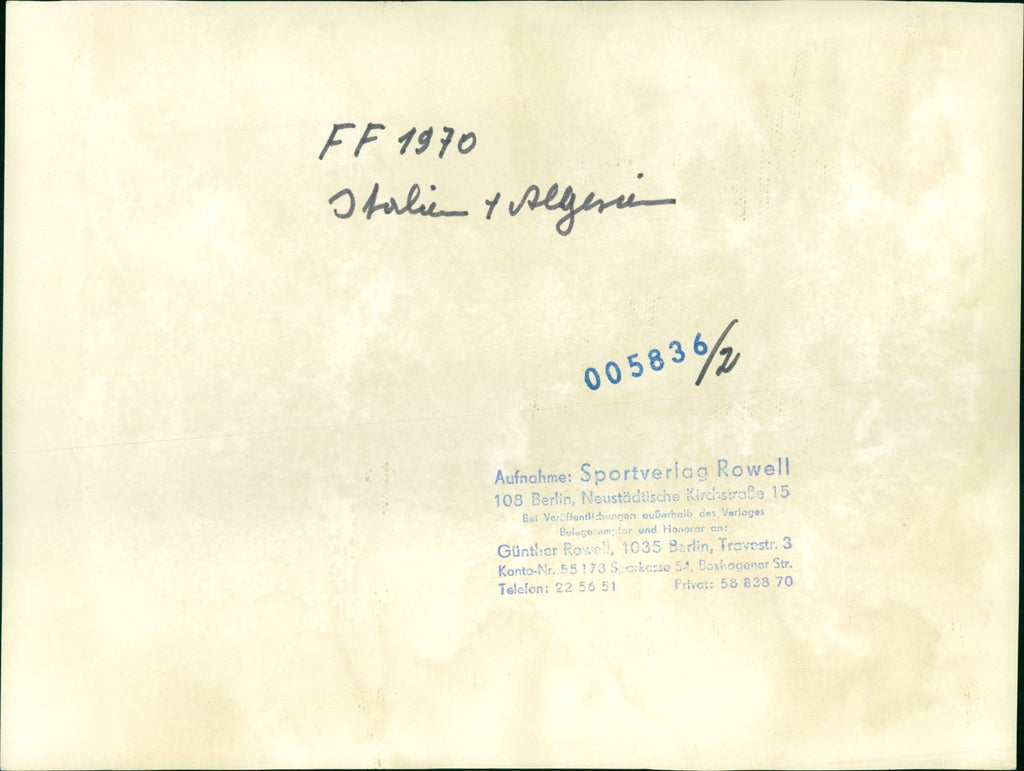 FF 1970
Italien + Algerien
005836/2
Aufnahme: Sportverlag Rowell
108 Berlin, Neustädtische Kirchstraße 15
Bei Veröffentlichungen außerhalb des Verlages
Belegexemplar und Honorar an:
Günther Rowell, 1035 Berlin, Travestr. 3
Konto-Nr. 55 173 Sparkasse 54, Boxhagener Str.
Telefon: 22 56 51 Privat: 58 838 70